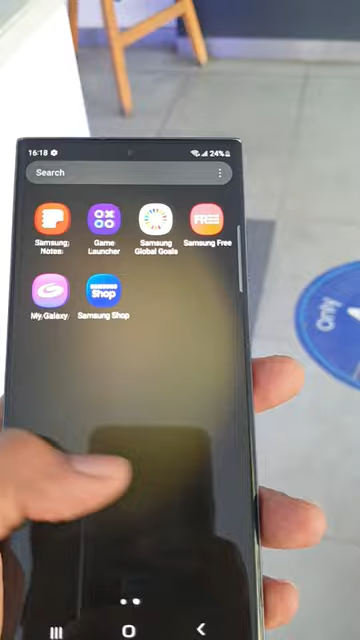 16:18
24%
Search
FREE
Samsung Notes
Game Launcher
Samsung Global Goals
Samsung Free
SAMSUNG
Shop
My Galaxy
Samsung Shop
Only